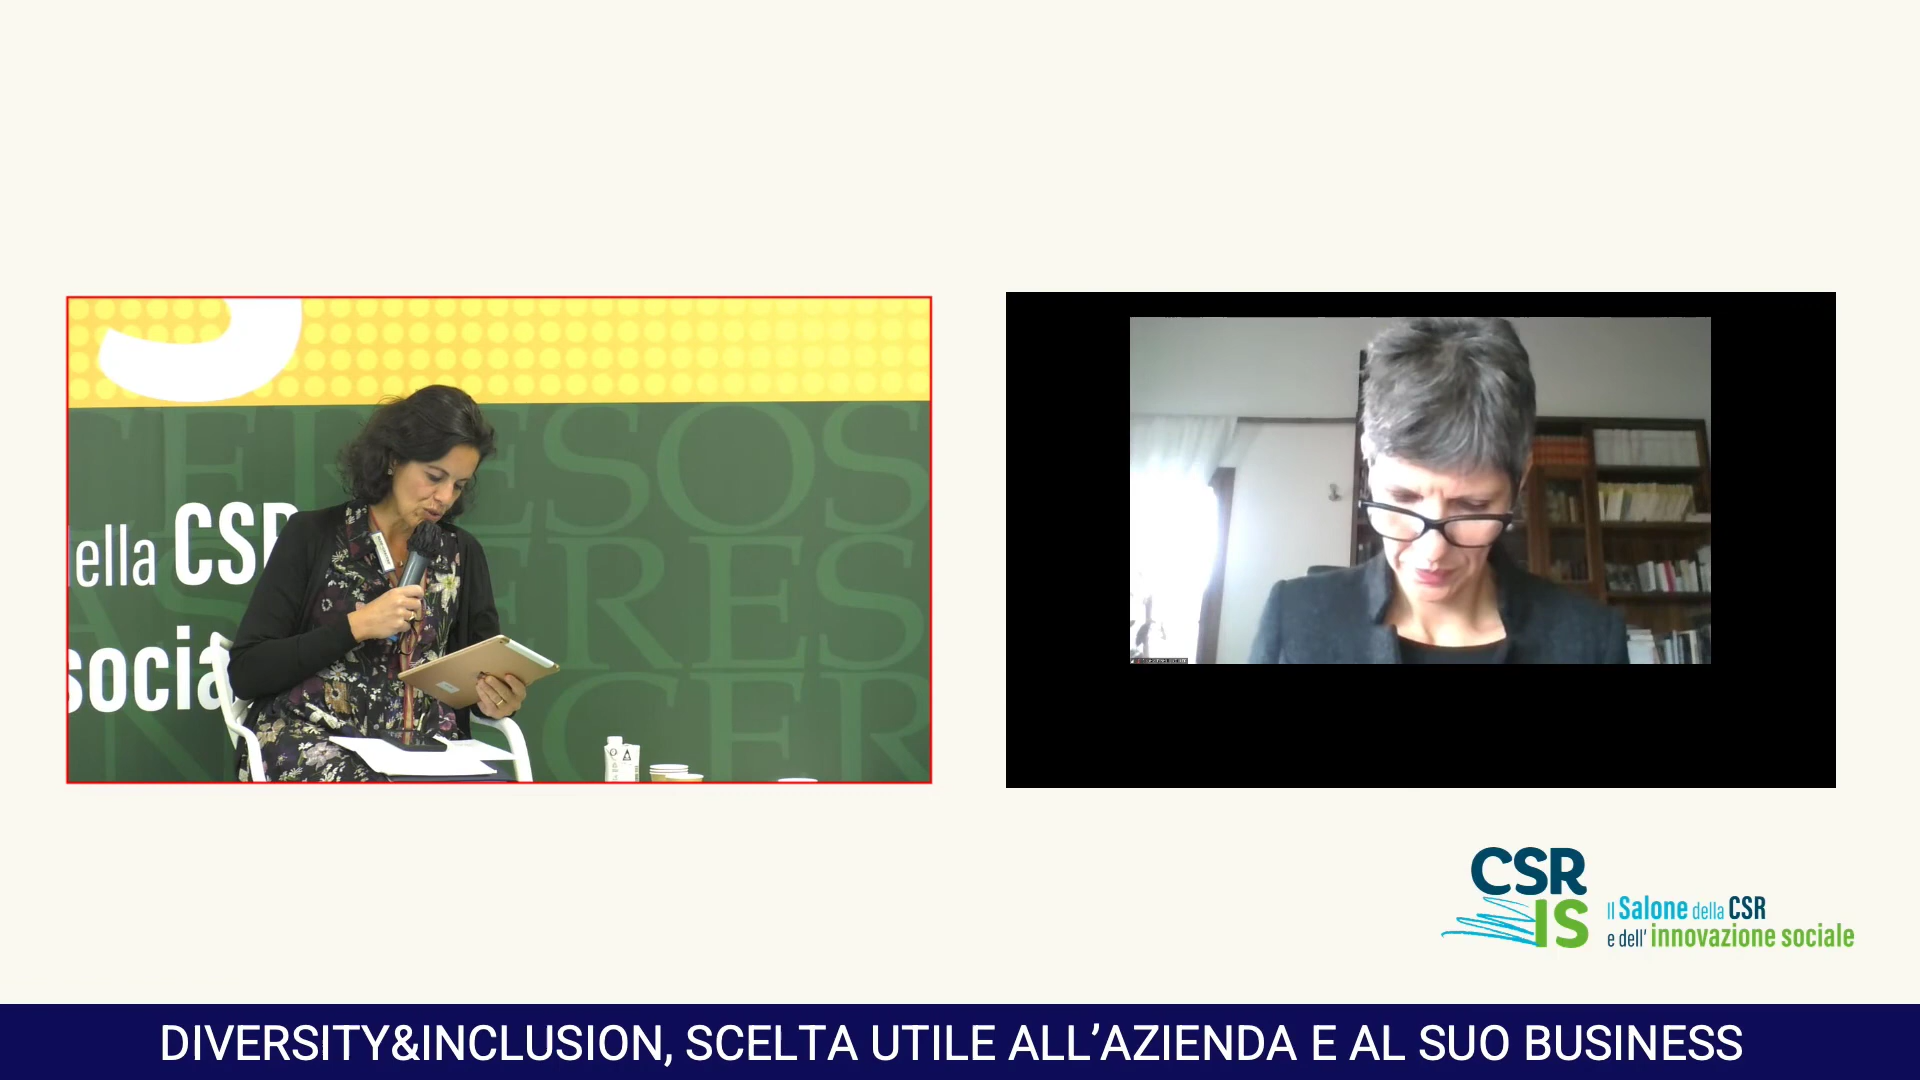 ella CSR
socia
CSR
IS
Il Salone della CSR
e dell' innovazione sociale
DIVERSITY&INCLUSION, SCELTA UTILE ALL’AZIENDA E AL SUO BUSINESS